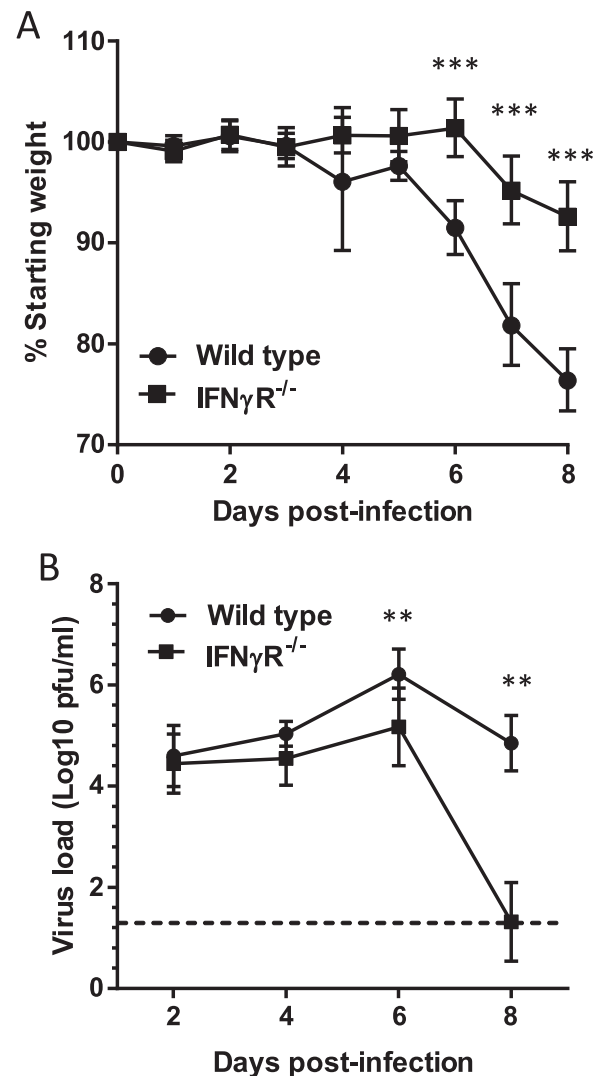 A
110
***
***
100
***
% Starting weight
90
80
Wild type
IFNγR-/-
70
0 2 4 6 8
Days post-infection
B
8
Wild type
**
IFNγR-/-
6
**
Virus load (Log10 pfu/ml)
4
2
0
2 4 6 8
Days post-infection